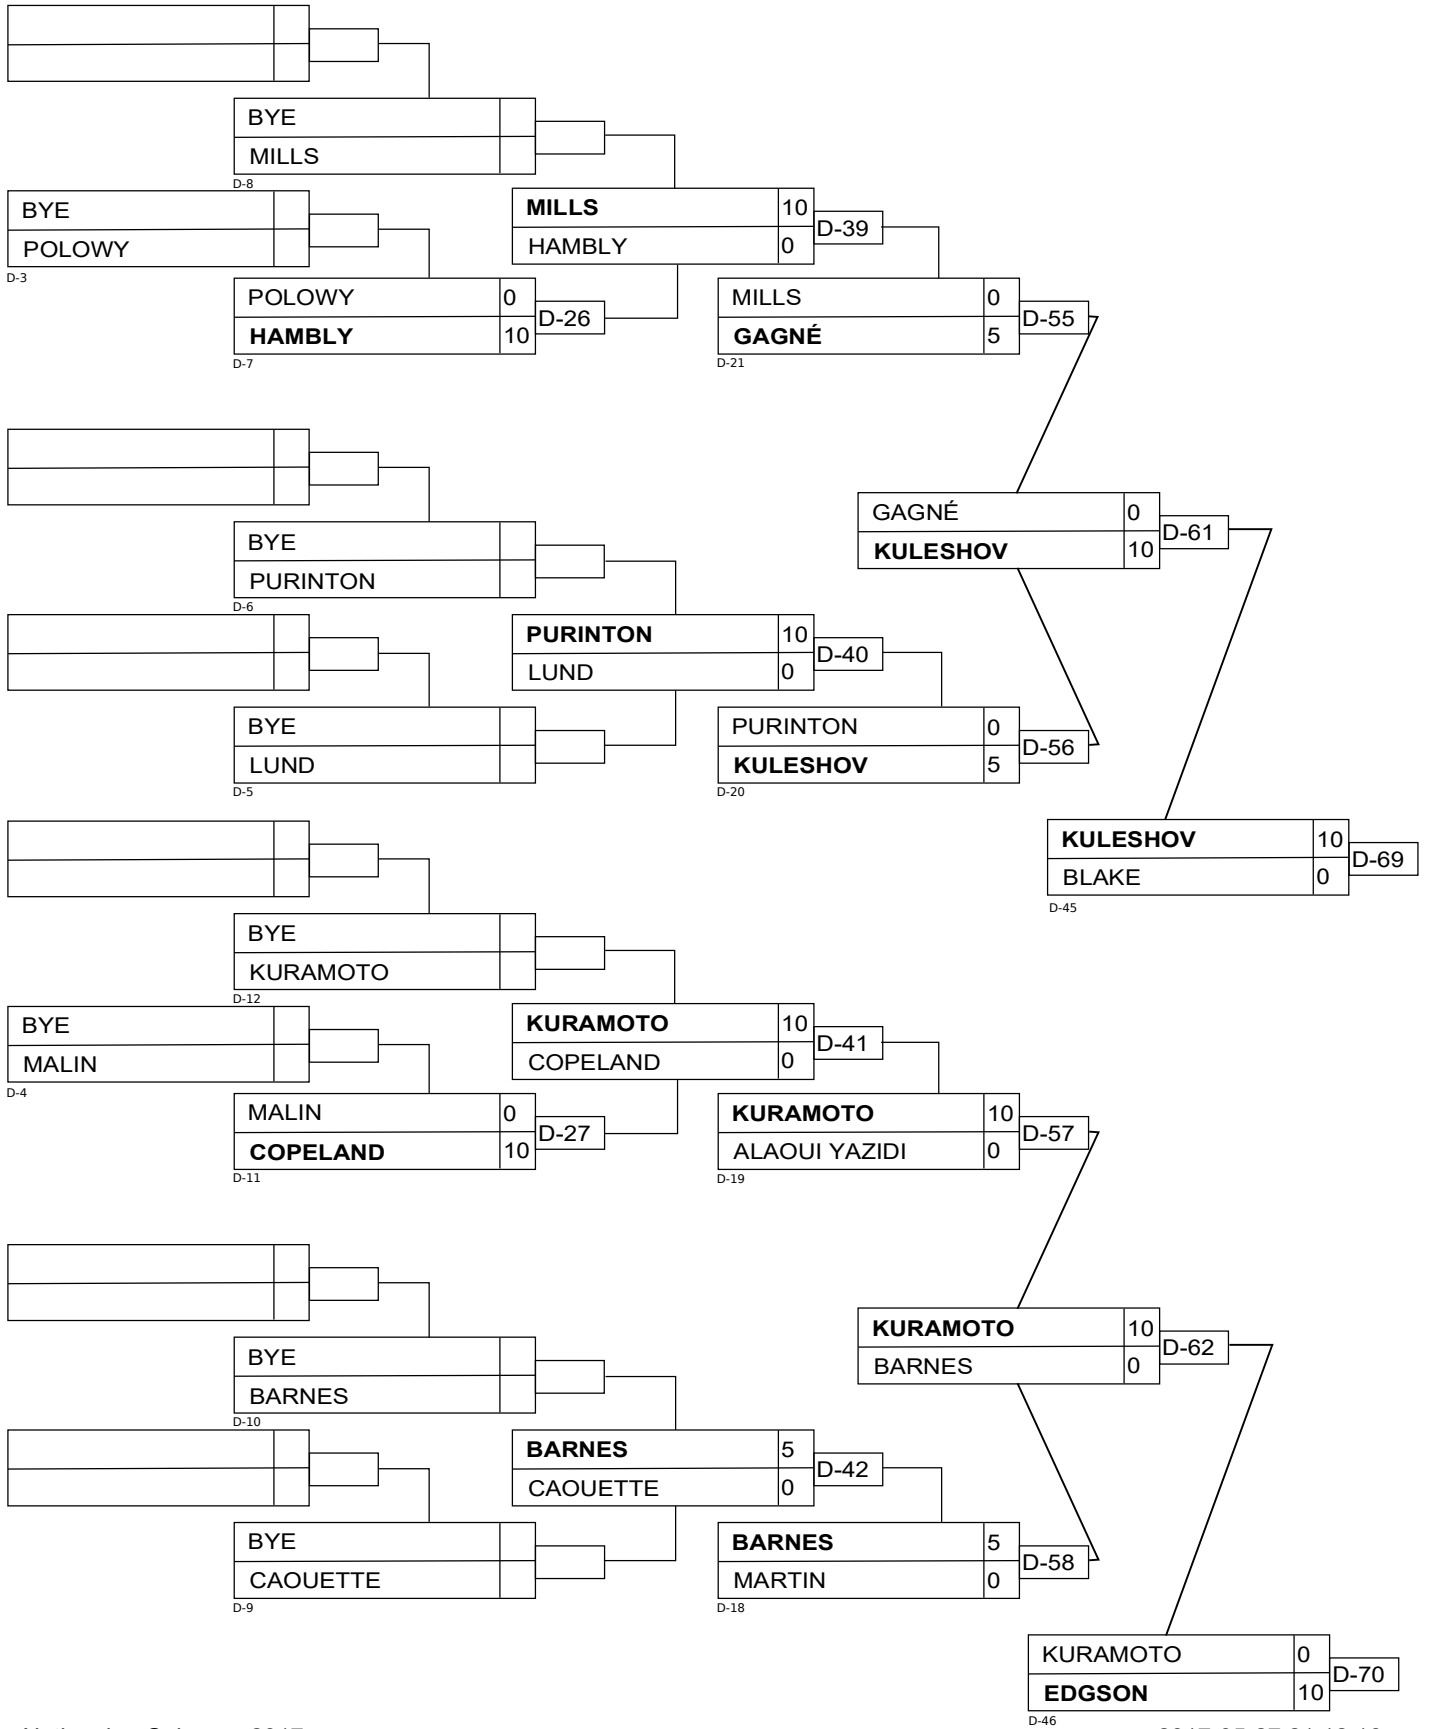 BYE
MILLS
D-8
BYE
POLOWY
D-3
MILLS 10
HAMBLY 0
D-39
POLOWY 0
HAMBLY 10
D-26
D-7
MILLS 0
GAGNÉ 5
D-55
D-21
BYE
PURINTON
D-6
GAGNÉ 0
KULESHOV 10
D-61
PURINTON 10
LUND 0
D-40
BYE
LUND
D-5
PURINTON 0
KULESHOV 5
D-56
D-20
KULESHOV 10
BLAKE 0
D-69
D-45
BYE
KURAMOTO
D-12
BYE
MALIN
D-4
KURAMOTO 10
COPELAND 0
D-41
MALIN 0
COPELAND 10
D-27
D-11
KURAMOTO 10
ALAOUI YAZIDI 0
D-57
D-19
BYE
BARNES
D-10
KURAMOTO 10
BARNES 0
D-62
BARNES 5
CAOUETTE 0
D-42
BYE
CAOUETTE
D-9
BARNES 5
MARTIN 0
D-58
D-18
KURAMOTO 0
EDGSON 10
D-70
D-46